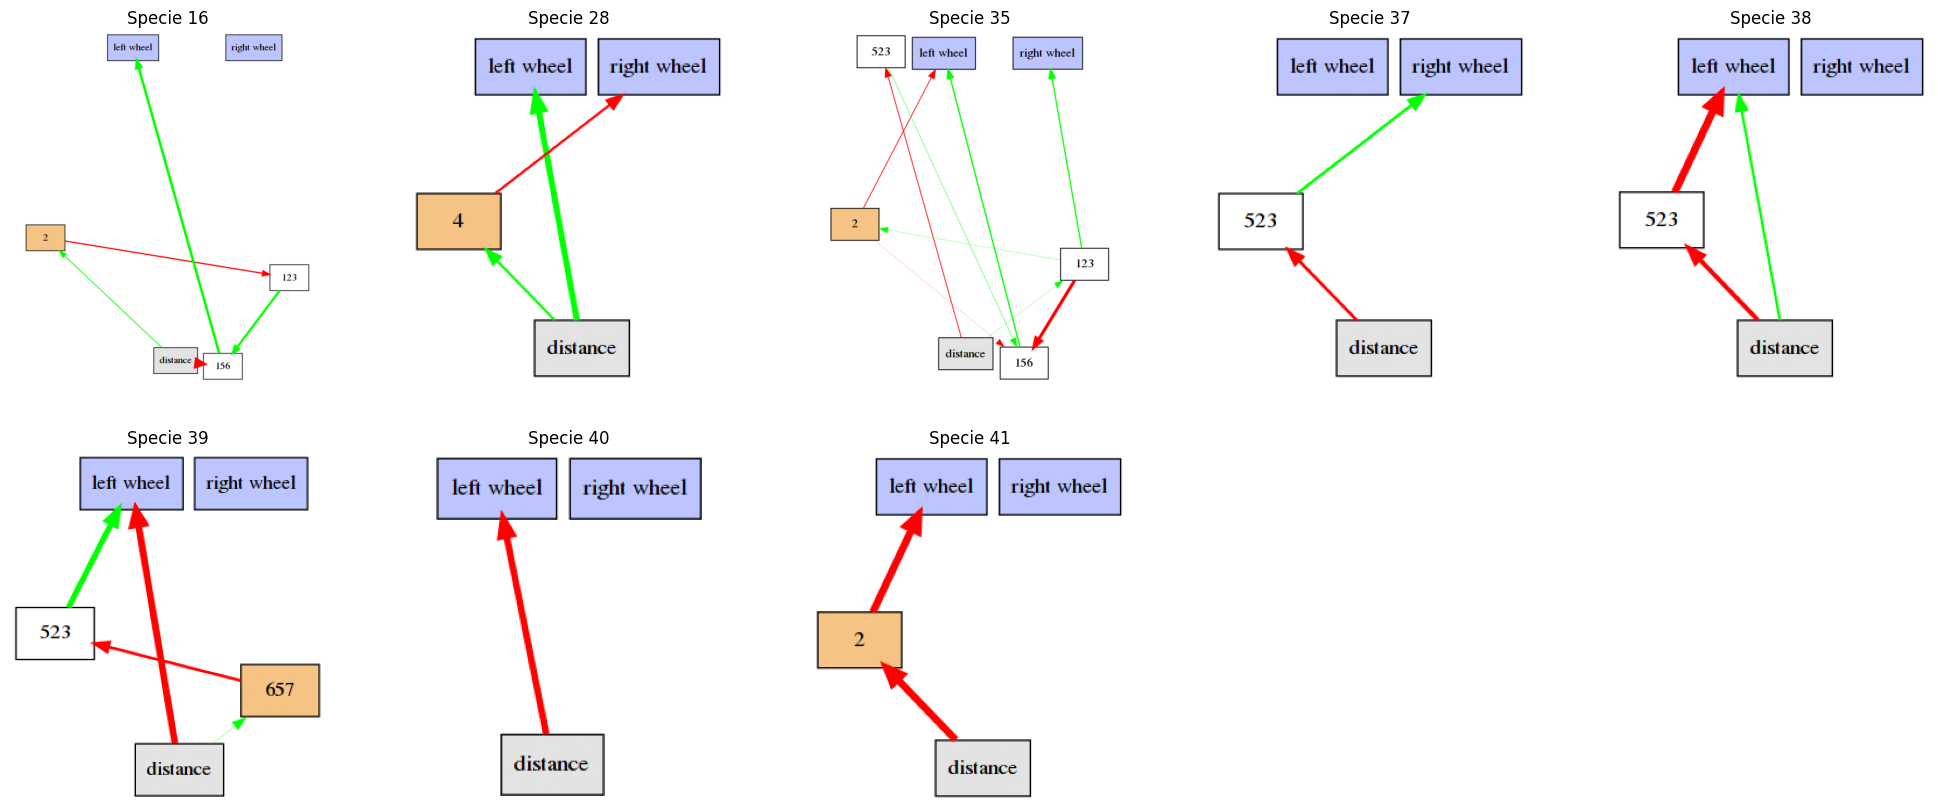 Specie 16
left wheel
right wheel
2
123
distance
156
Specie 28
left wheel
right wheel
4
distance
Specie 35
523
left wheel
right wheel
2
123
distance
156
Specie 37
left wheel
right wheel
523
distance
Specie 38
left wheel
right wheel
523
distance
Specie 39
left wheel
right wheel
523
657
distance
Specie 40
left wheel
right wheel
distance
Specie 41
left wheel
right wheel
2
distance